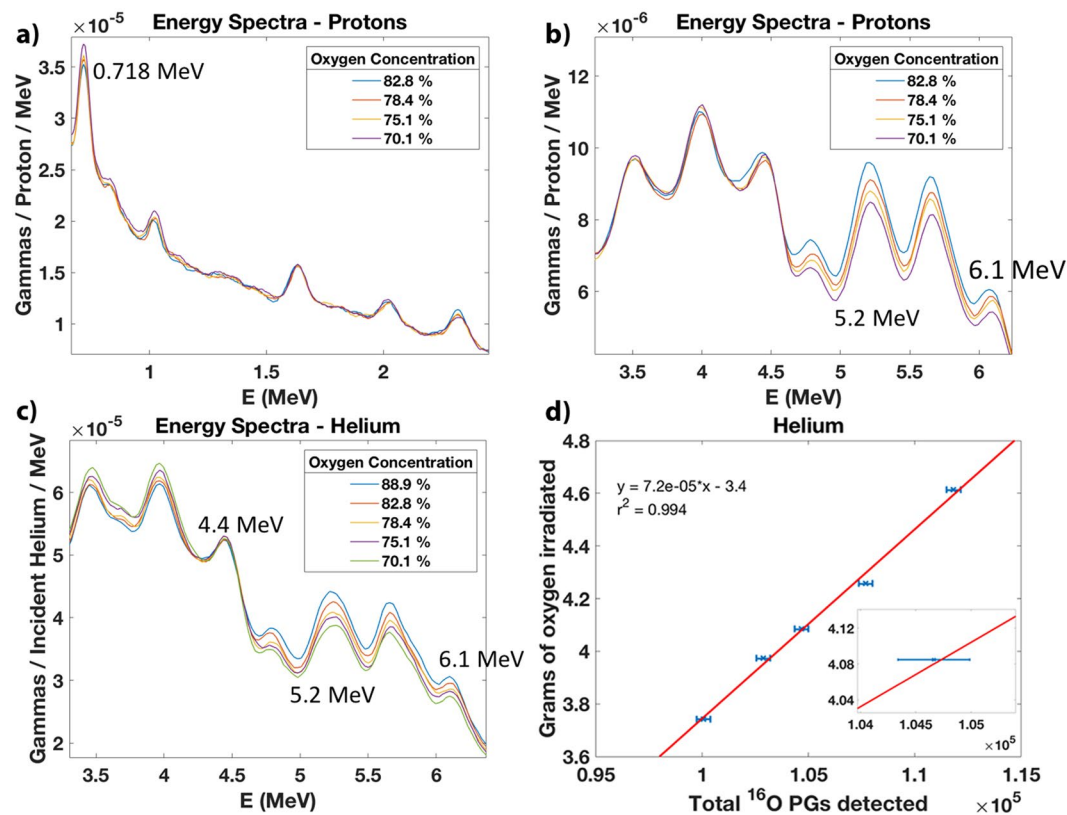 a)
Energy Spectra - Protons
×10⁻⁵
Gammas / Proton / MeV
3.5
3
2.5
2
1.5
1
0.718 MeV
Oxygen Concentration
82.8 %
78.4 %
75.1 %
70.1 %
1
1.5
2
E (MeV)
b)
Energy Spectra - Protons
×10⁻⁶
Gammas / Proton / MeV
12
10
8
6
Oxygen Concentration
82.8 %
78.4 %
75.1 %
70.1 %
6.1 MeV
5.2 MeV
3.5
4
4.5
5
5.5
6
E (MeV)
c)
Energy Spectra - Helium
×10⁻⁵
Gammas / Incident Helium / MeV
6
5
4
3
2
Oxygen Concentration
88.9 %
82.8 %
78.4 %
75.1 %
70.1 %
4.4 MeV
6.1 MeV
5.2 MeV
3.5
4
4.5
5
5.5
6
E (MeV)
d)
Helium
Grams of oxygen irradiated
4.8
4.6
4.4
4.2
4
3.8
3.6
y = 7.2e-05*x - 3.4
r² = 0.994
4.12
4.08
4.04
1.04
1.045
1.05
×10⁵
0.95
1
1.05
1.1
1.15
Total ¹⁶O PGs detected
×10⁵